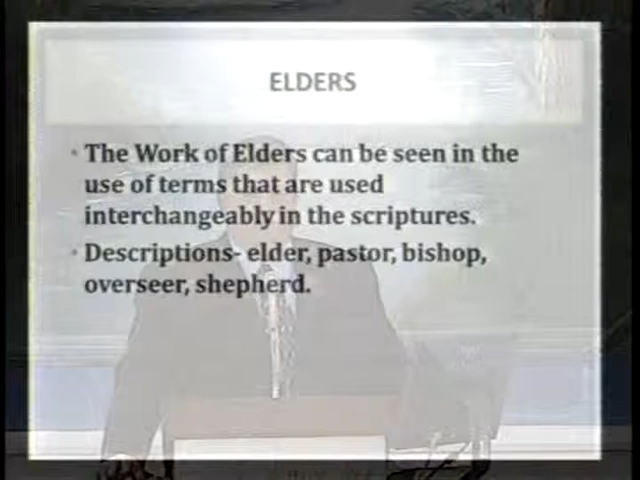 ELDERS
• The Work of Elders can be seen in the
use of terms that are used
interchangeably in the scriptures.
• Descriptions- elder, pastor, bishop,
overseer, shepherd.